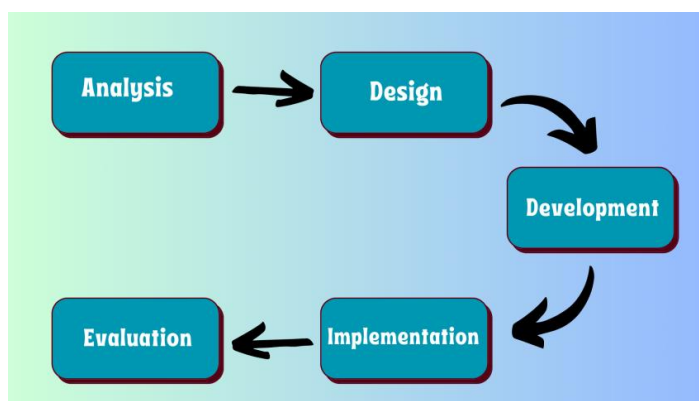 Analysis
Design
Development
Implementation
Evaluation